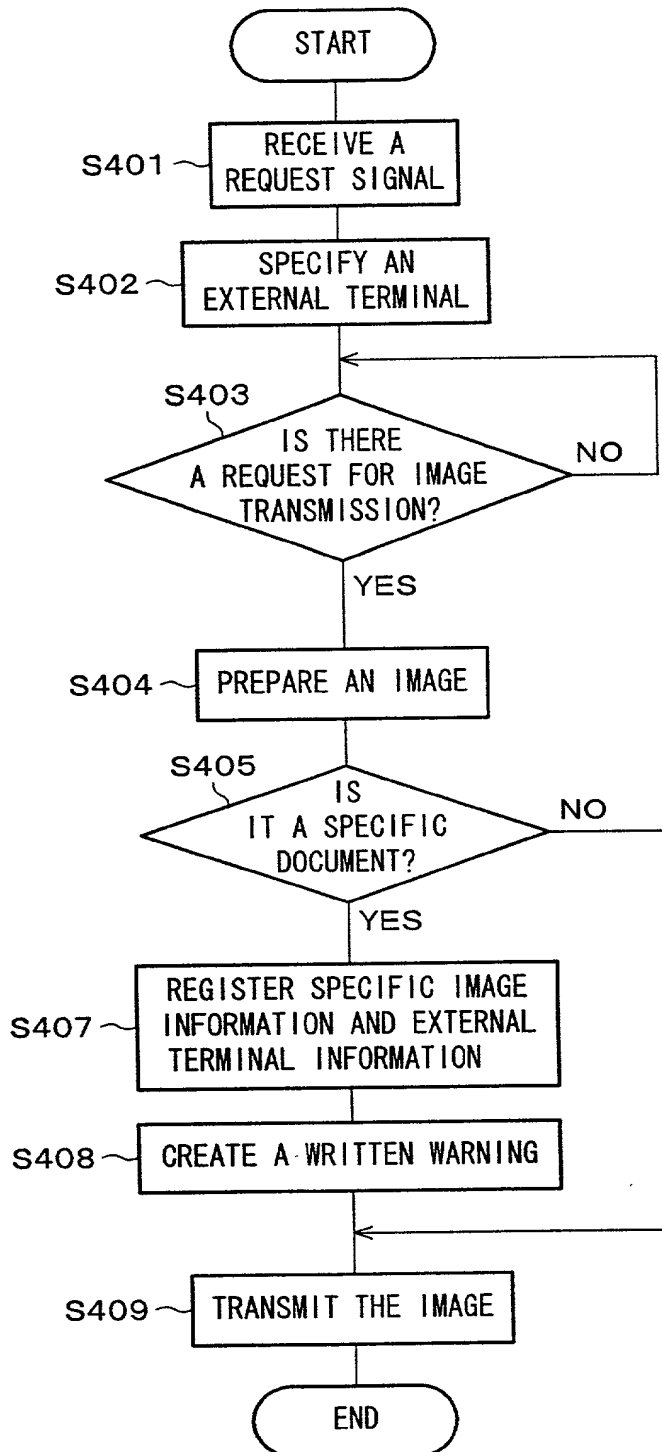 START
S401
RECEIVE A
REQUEST SIGNAL
S402
SPECIFY AN
EXTERNAL TERMINAL
S403
IS THERE
A REQUEST FOR IMAGE
TRANSMISSION?
NO
YES
S404
PREPARE AN IMAGE
S405
IS
IT A SPECIFIC
DOCUMENT?
NO
YES
S407
REGISTER SPECIFIC IMAGE
INFORMATION AND EXTERNAL
TERMINAL INFORMATION
S408
CREATE A WRITTEN WARNING
S409
TRANSMIT THE IMAGE
END